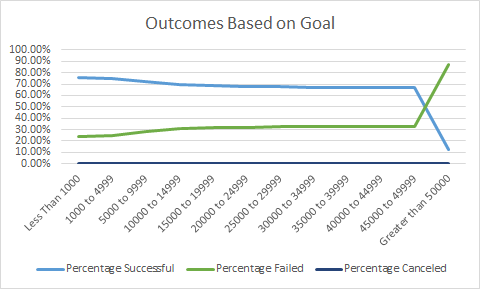 Outcomes Based on Goal
100.00%
90.00%
80.00%
70.00%
60.00%
50.00%
40.00%
30.00%
20.00%
10.00%
0.00%
Less Than 1000
1000 to 4999
5000 to 9999
10000 to 14999
15000 to 19999
20000 to 24999
25000 to 29999
30000 to 34999
35000 to 39999
40000 to 44999
45000 to 49999
Greater than 50000
Percentage Successful
Percentage Failed
Percentage Canceled